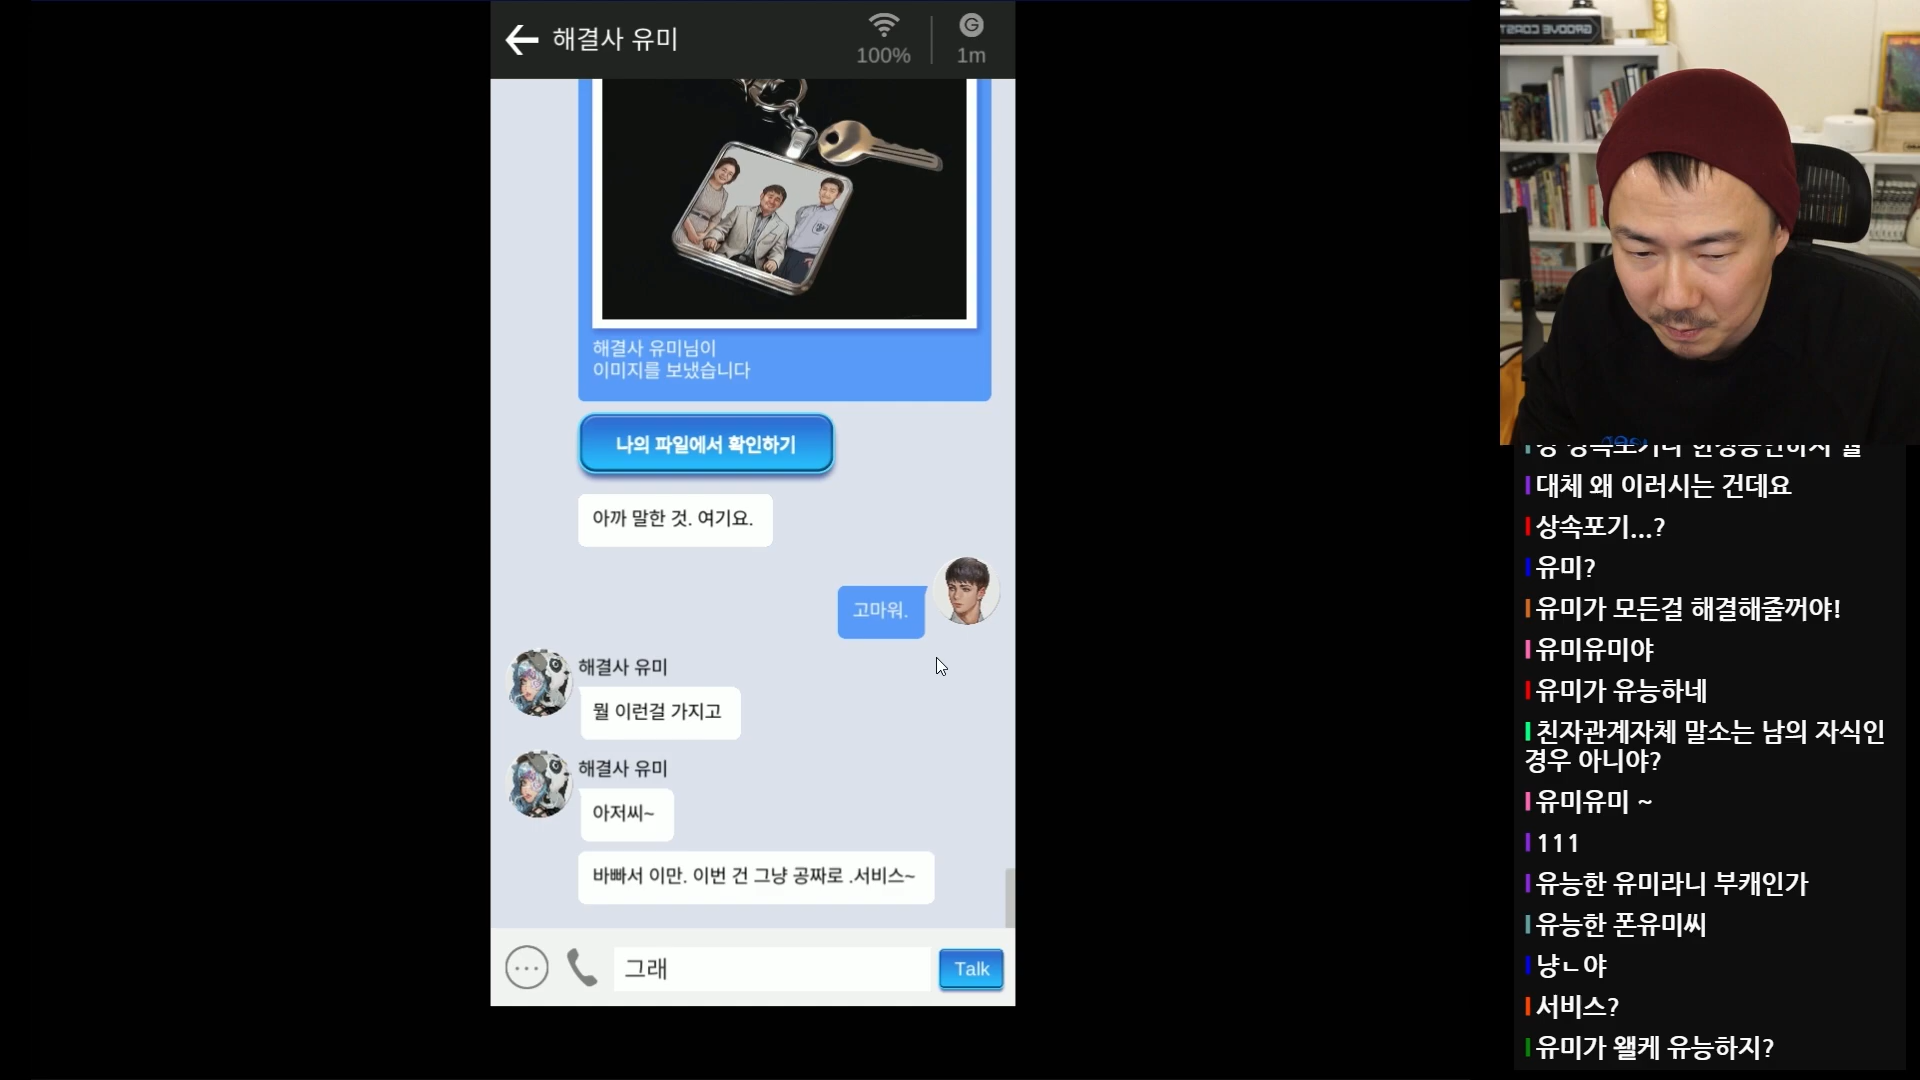 해결사 유미
100%
G
1m
해결사 유미님이
이미지를 보냈습니다
나의 파일에서 확인하기
아까 말한 것. 여기요.
고마워.
해결사 유미
뭘 이런걸 가지고
해결사 유미
아저씨~
바빠서 이만. 이번 건 그냥 공짜로 .서비스~
그래
Talk
대체 왜 이러시는 건데요
상속포기...?
유미?
유미가 모든걸 해결해줄꺼야!
유미유미야
유미가 유능하네
친자관계자체 말소는 남의 자식인
경우 아니야?
유미유미 ~
111
유능한 유미라니 부캐인가
유능한 폰유미씨
냥ㄴ야
서비스?
유미가 왤케 유능하지?